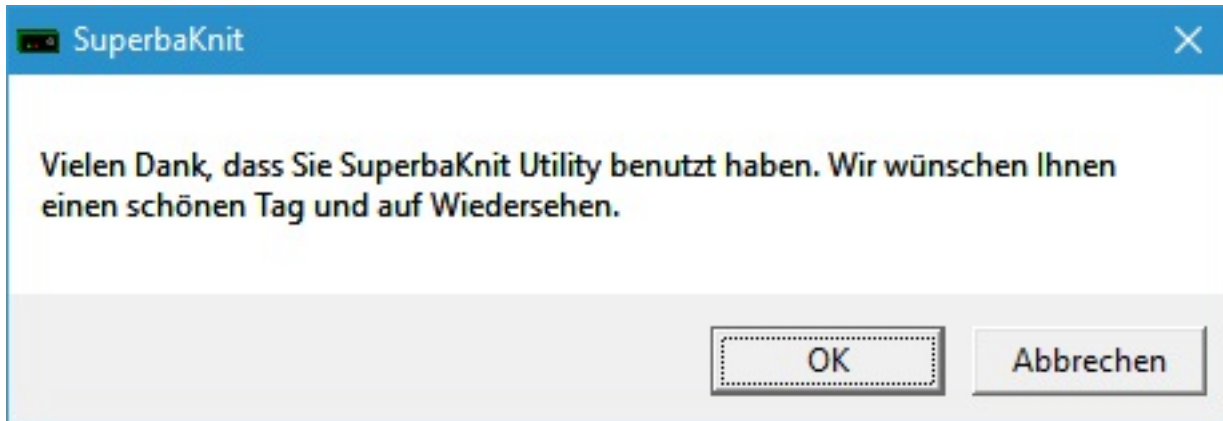 SuperbaKnit
Vielen Dank, dass Sie SuperbaKnit Utility benutzt haben. Wir wünschen Ihnen
einen schönen Tag und auf Wiedersehen.
OK
Abbrechen